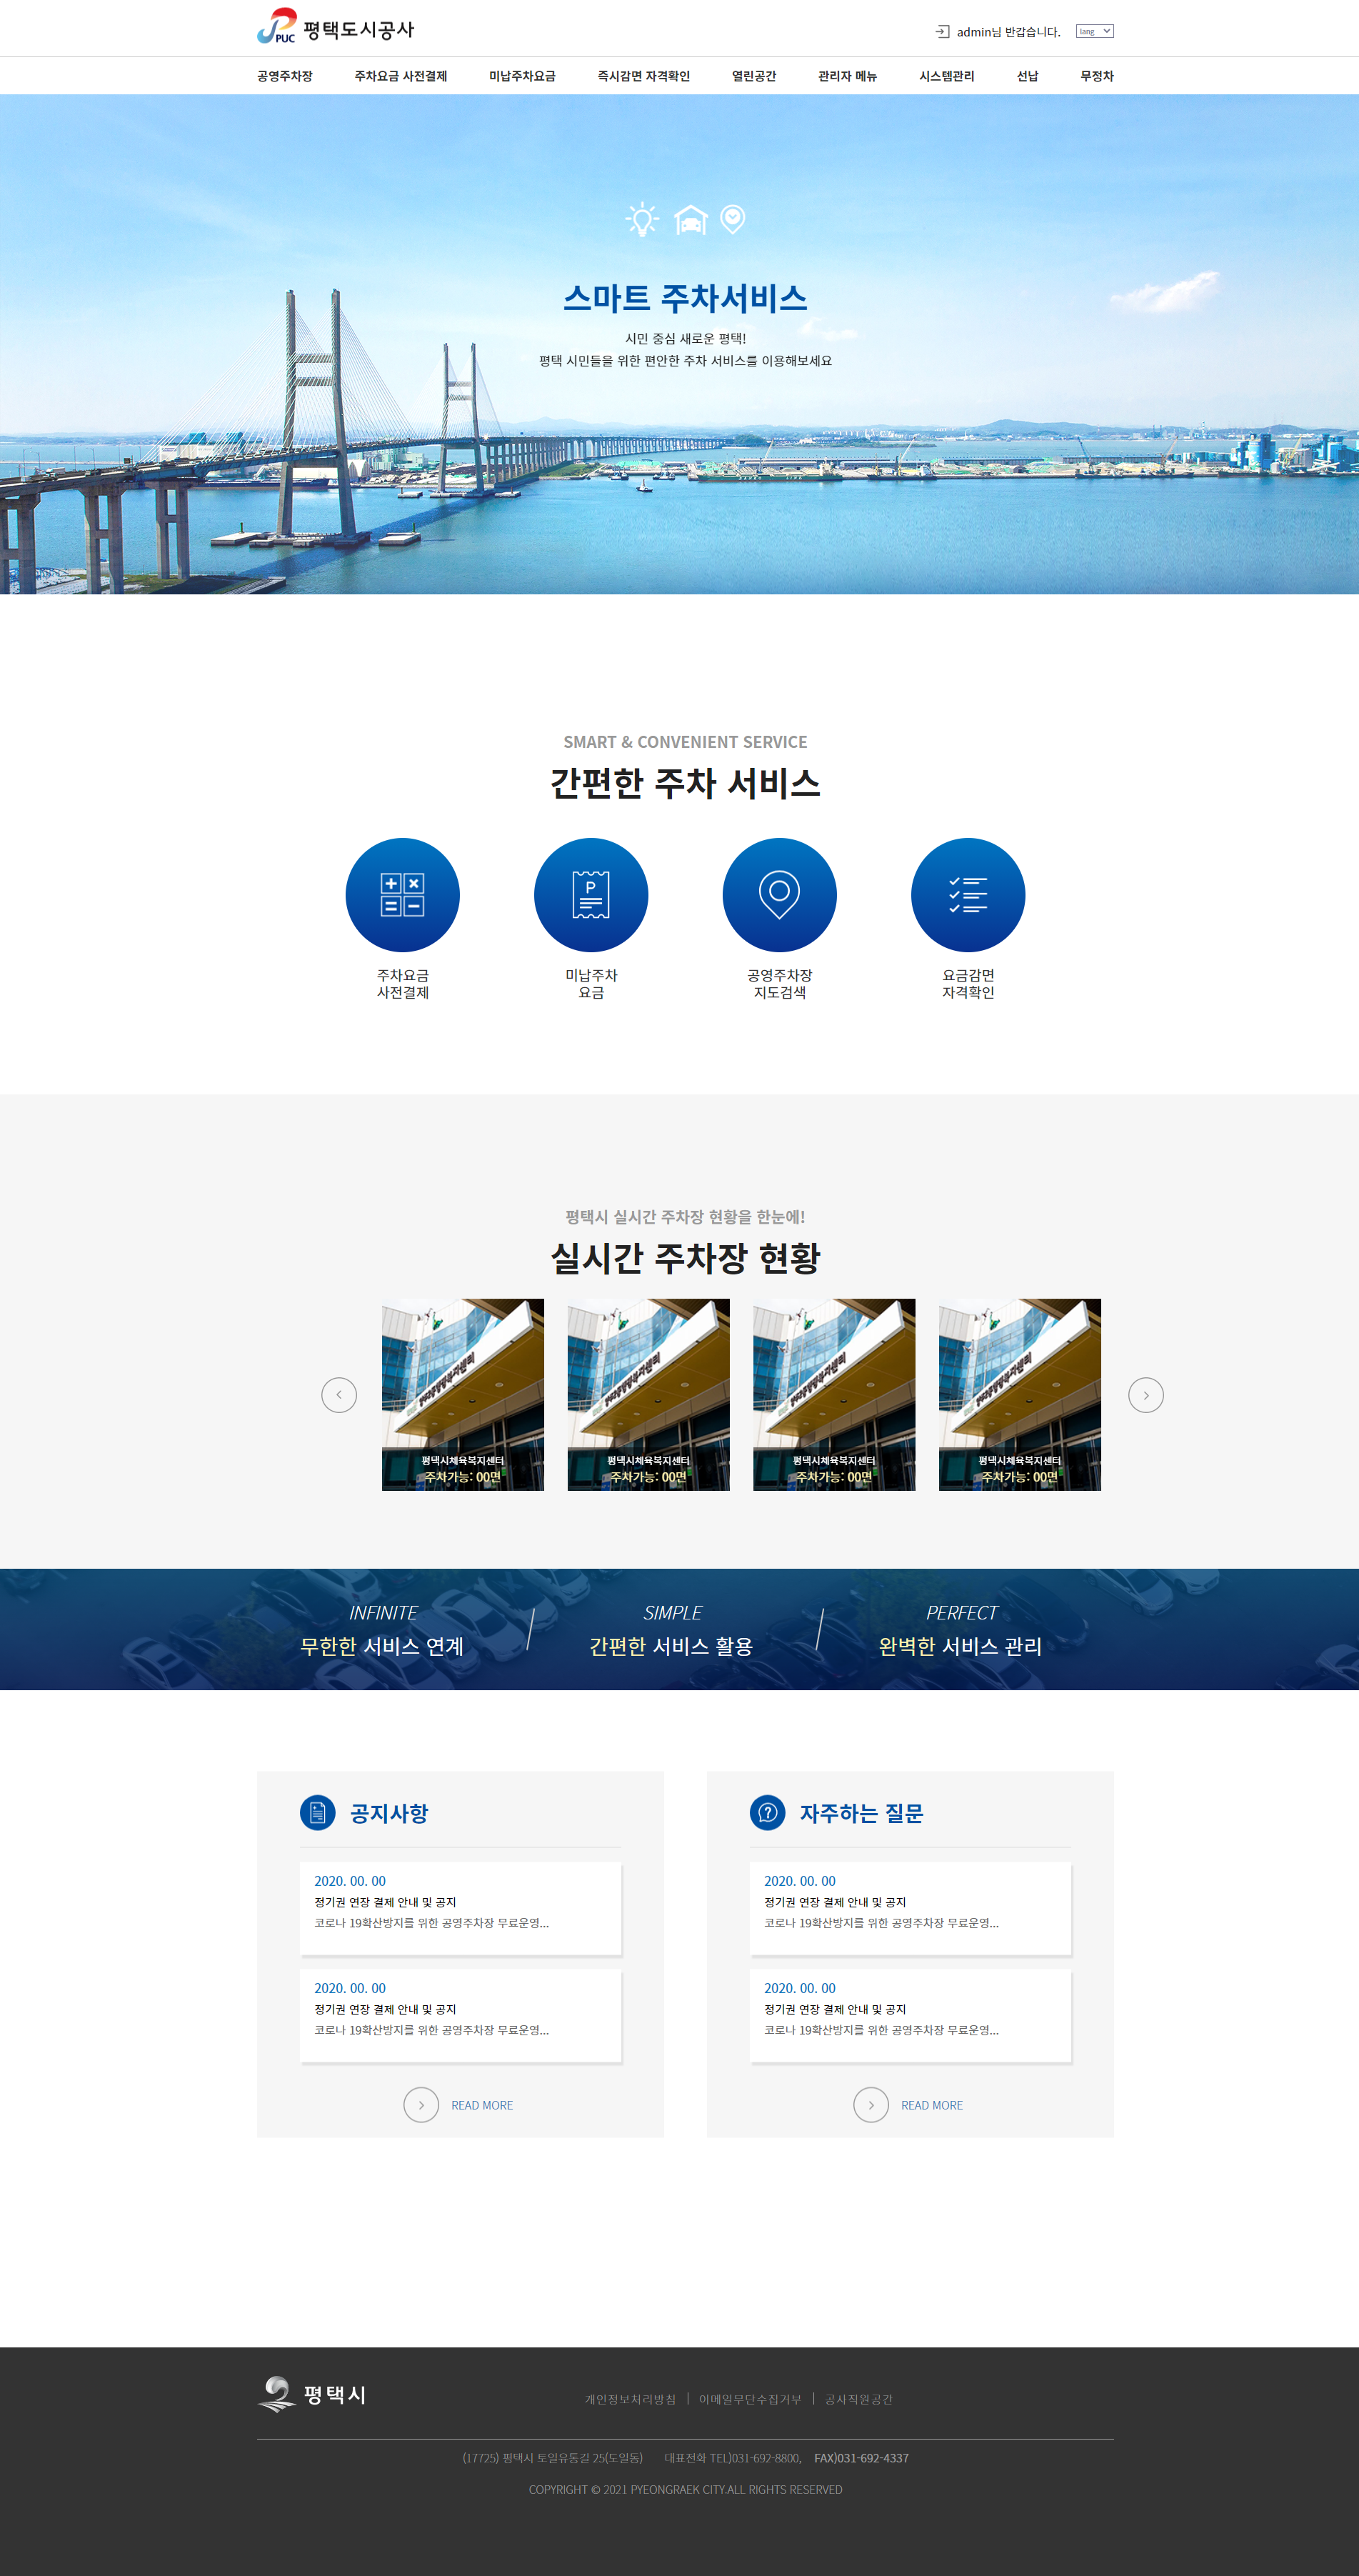 PUC 평택도시공사
admin님 반갑습니다.
lang
공영주차장 주차요금 사전결제 미납주차요금 즉시감면 자격확인 열린공간 관리자 메뉴 시스템관리 선납 무정차
스마트 주차서비스
시민 중심 새로운 평택!
평택 시민들을 위한 편안한 주차 서비스를 이용해보세요
SMART & CONVENIENT SERVICE
간편한 주차 서비스
주차요금
사전결제
미납주차
요금
P
공영주차장
지도검색
요금감면
자격확인
평택시 실시간 주차장 현황을 한눈에!
실시간 주차장 현황
평택시체육복지센터
주차가능: 00면
평택시체육복지센터
주차가능: 00면
평택시체육복지센터
주차가능: 00면
평택시체육복지센터
주차가능: 00면
INFINITE
무한한 서비스 연계
SIMPLE
간편한 서비스 활용
PERFECT
완벽한 서비스 관리
공지사항
2020. 00. 00
정기권 연장 결제 안내 및 공지
코로나 19확산방지를 위한 공영주차장 무료운영...
2020. 00. 00
정기권 연장 결제 안내 및 공지
코로나 19확산방지를 위한 공영주차장 무료운영...
READ MORE
자주하는 질문
2020. 00. 00
정기권 연장 결제 안내 및 공지
코로나 19확산방지를 위한 공영주차장 무료운영...
2020. 00. 00
정기권 연장 결제 안내 및 공지
코로나 19확산방지를 위한 공영주차장 무료운영...
READ MORE
평택시
개인정보처리방침 이메일무단수집거부 공사직원공간
(17725) 평택시 토일유통길 25(도일동) 대표전화 TEL)031-692-8800, FAX)031-692-4337
COPYRIGHT © 2021 PYEONGRAEK CITY.ALL RIGHTS RESERVED